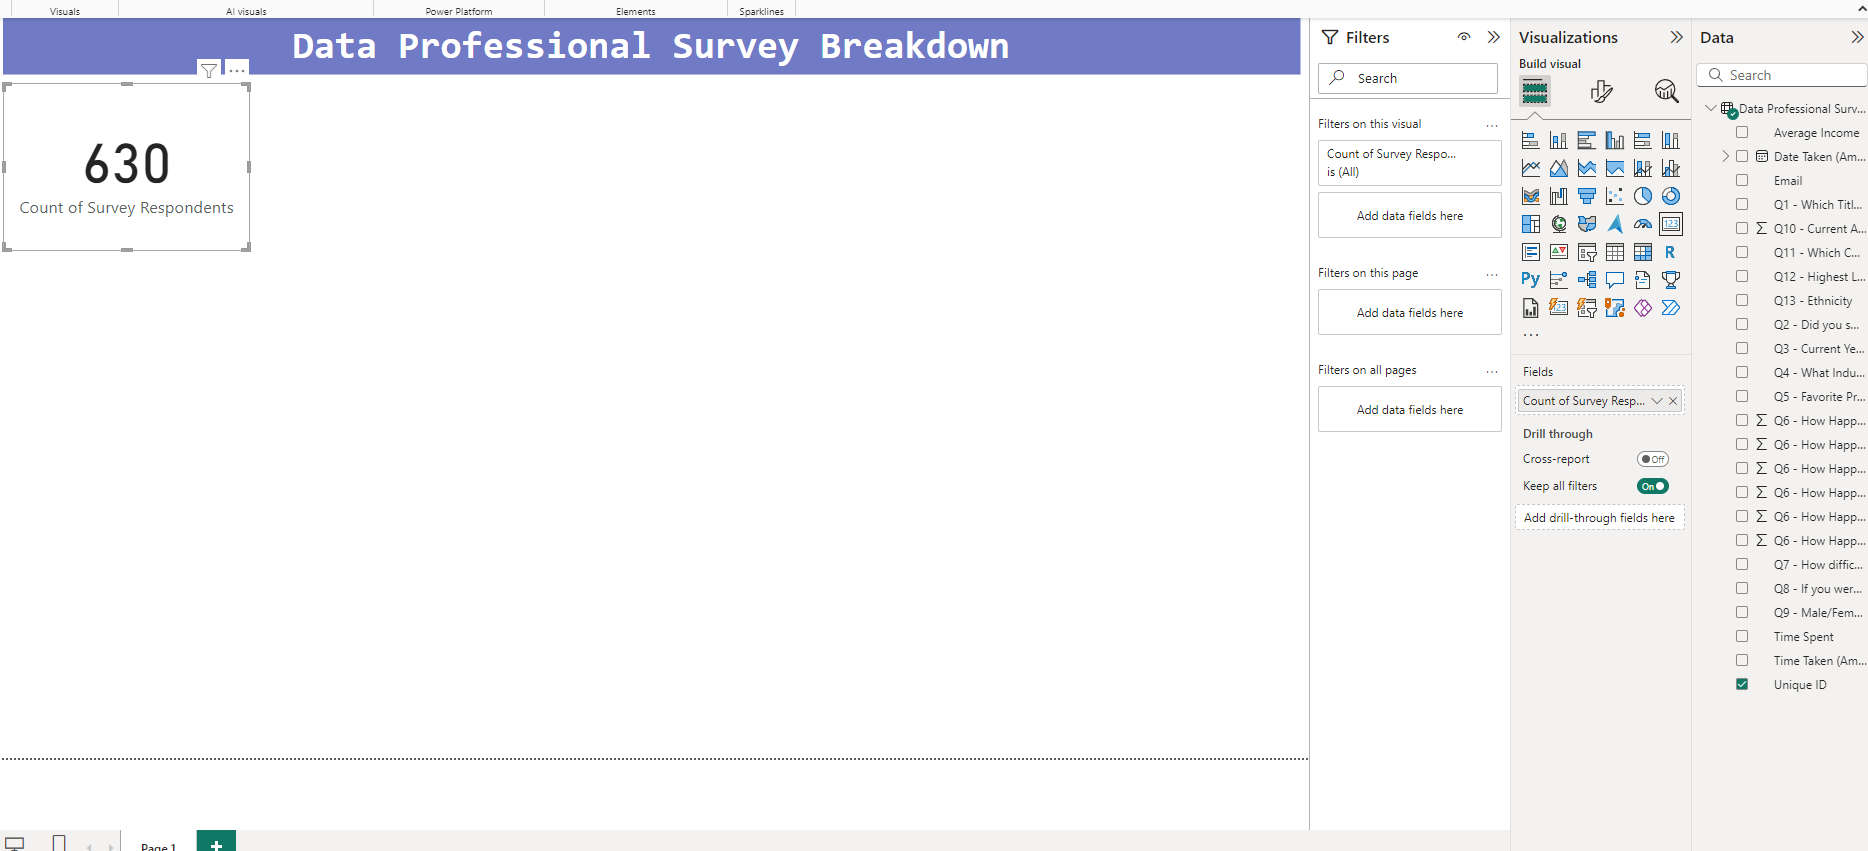 Visuals
AI visuals
Power Platform
Elements
Sparklines
Data Professional Survey Breakdown
630
Count of Survey Respondents
Page 1
Filters
Search
Filters on this visual
Count of Survey Respo...
is (All)
Add data fields here
Filters on this page
Add data fields here
Filters on all pages
Add data fields here
Visualizations
Build visual
123
R
Py
123
Fields
Count of Survey Resp...
Drill through
Cross-report
Off
Keep all filters
On
Add drill-through fields here
Data
Search
Data Professional Surv...
Average Income
Date Taken (Am...
Email
Q1 - Which Titl...
Q10 - Current A...
Q11 - Which C...
Q12 - Highest L...
Q13 - Ethnicity
Q2 - Did you s...
Q3 - Current Ye...
Q4 - What Indu...
Q5 - Favorite Pr...
Q6 - How Happ...
Q6 - How Happ...
Q6 - How Happ...
Q6 - How Happ...
Q6 - How Happ...
Q6 - How Happ...
Q7 - How diffic...
Q8 - If you wer...
Q9 - Male/Fem...
Time Spent
Time Taken (Am...
Unique ID